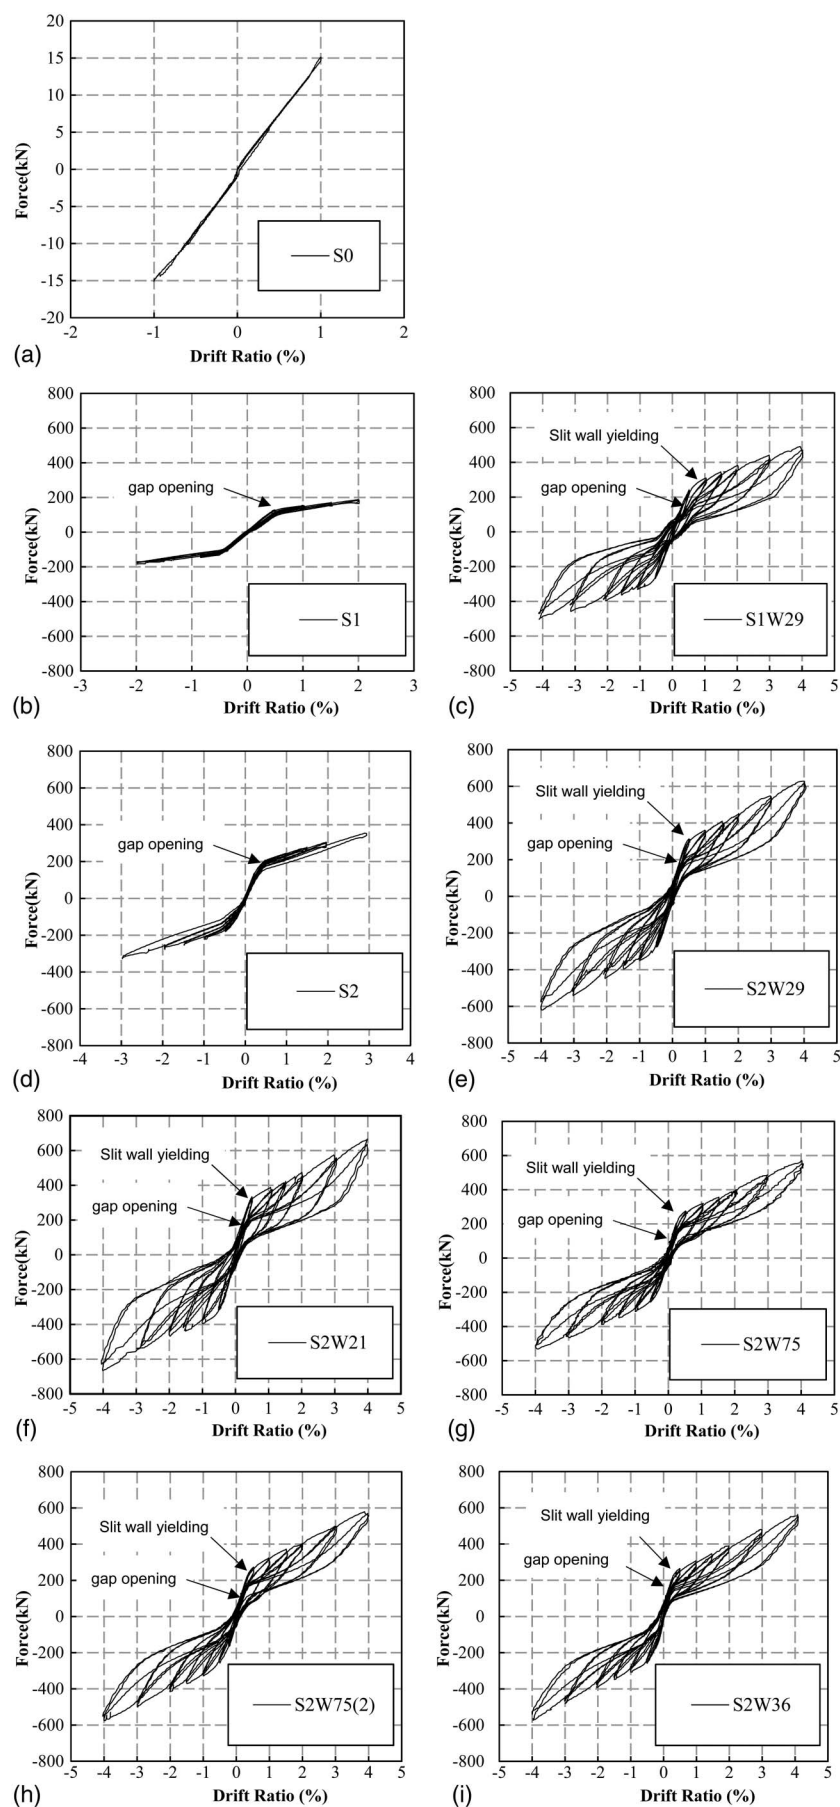 20
15
10
5
0
-5
-10
-15
-20
Force(kN)
S0
-2 -1 0 1 2
Drift Ratio (%)
(a)
800
600
400
200
0
-200
-400
-600
-800
Force(kN)
gap opening
S1
-3 -2 -1 0 1 2 3
Drift Ratio (%)
(b)
800
600
400
200
0
-200
-400
-600
-800
Force(kN)
Slit wall yielding
gap opening
S1W29
-5 -4 -3 -2 -1 0 1 2 3 4 5
Drift Ratio (%)
(c)
800
600
400
200
0
-200
-400
-600
-800
Force(kN)
gap opening
S2
-4 -3 -2 -1 0 1 2 3 4
Drift Ratio (%)
(d)
800
600
400
200
0
-200
-400
-600
-800
Force(kN)
Slit wall yielding
gap opening
S2W29
-5 -4 -3 -2 -1 0 1 2 3 4 5
Drift Ratio (%)
(e)
800
600
400
200
0
-200
-400
-600
-800
Force(kN)
Slit wall yielding
gap opening
S2W21
-5 -4 -3 -2 -1 0 1 2 3 4 5
Drift Ratio (%)
(f)
800
600
400
200
0
-200
-400
-600
-800
Force(kN)
Slit wall yielding
gap opening
S2W75
-5 -4 -3 -2 -1 0 1 2 3 4 5
Drift Ratio (%)
(g)
800
600
400
200
0
-200
-400
-600
-800
Force(kN)
Slit wall yielding
gap opening
S2W75(2)
-5 -4 -3 -2 -1 0 1 2 3 4 5
Drift Ratio (%)
(h)
800
600
400
200
0
-200
-400
-600
-800
Force(kN)
Slit wall yielding
gap opening
S2W36
-5 -4 -3 -2 -1 0 1 2 3 4 5
Drift Ratio (%)
(i)